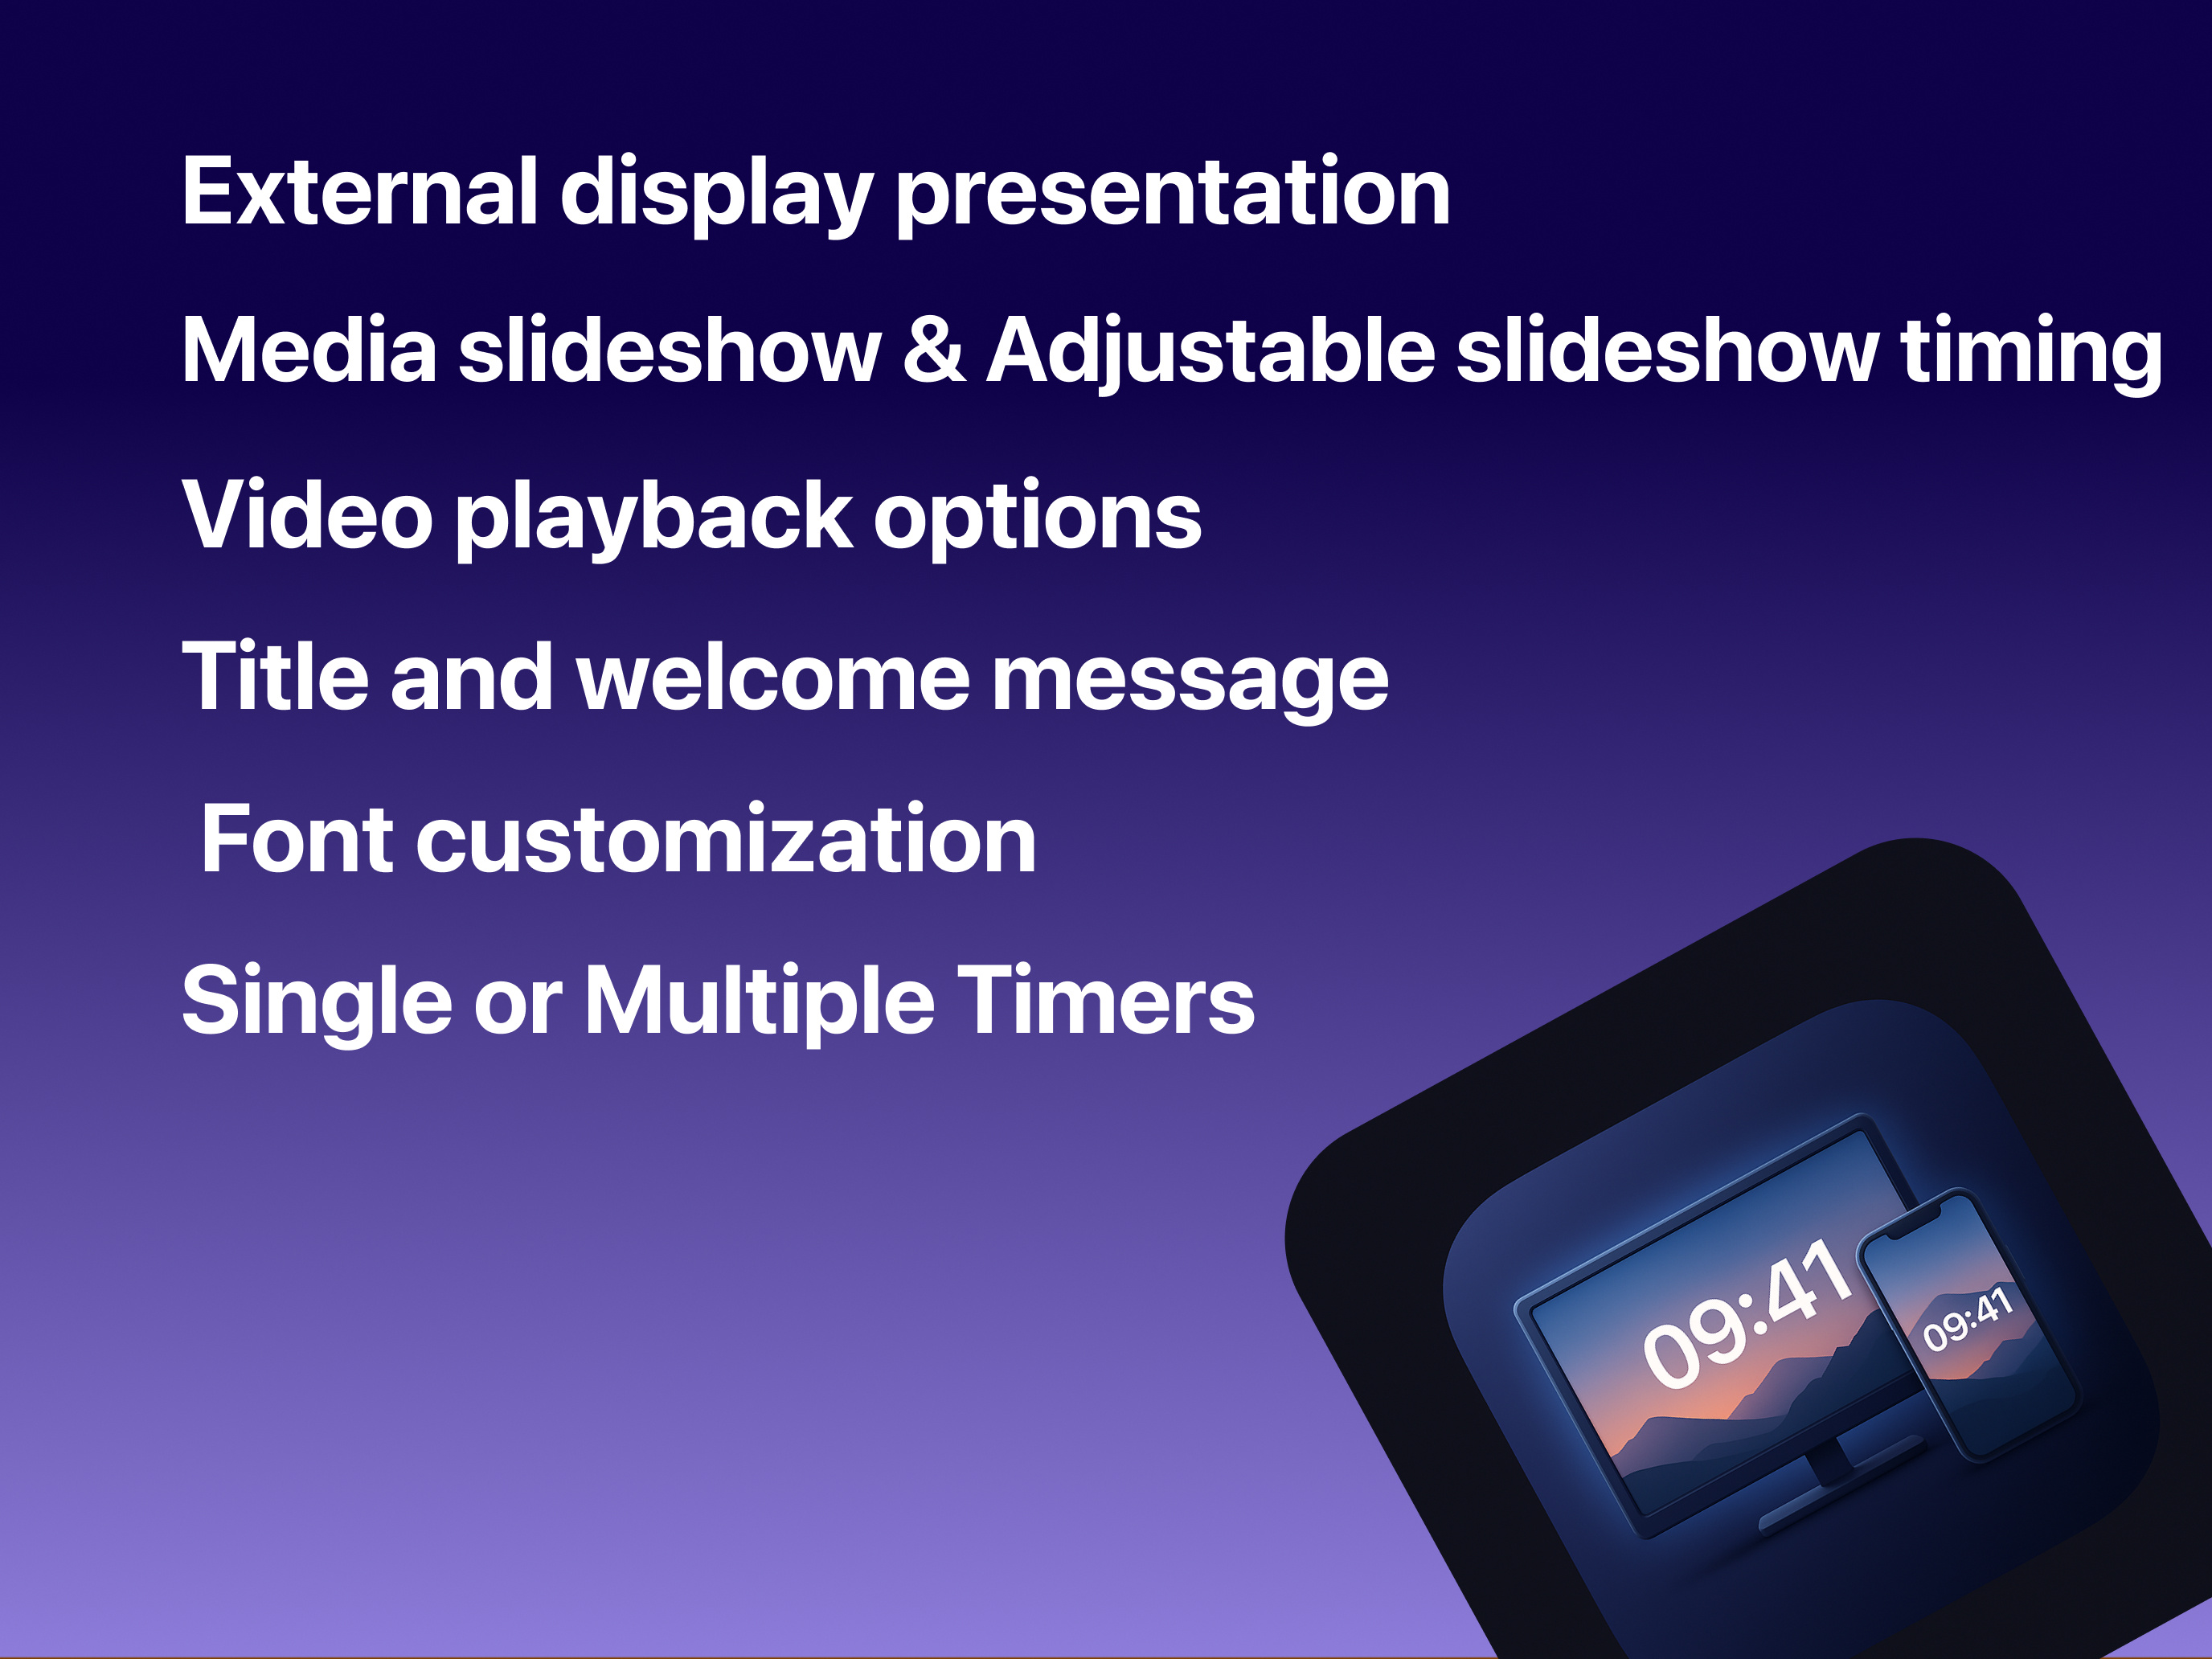 External display presentation
Media slideshow & Adjustable slideshow timing
Video playback options
Title and welcome message
Font customization
Single or Multiple Timers
09:41
09:41